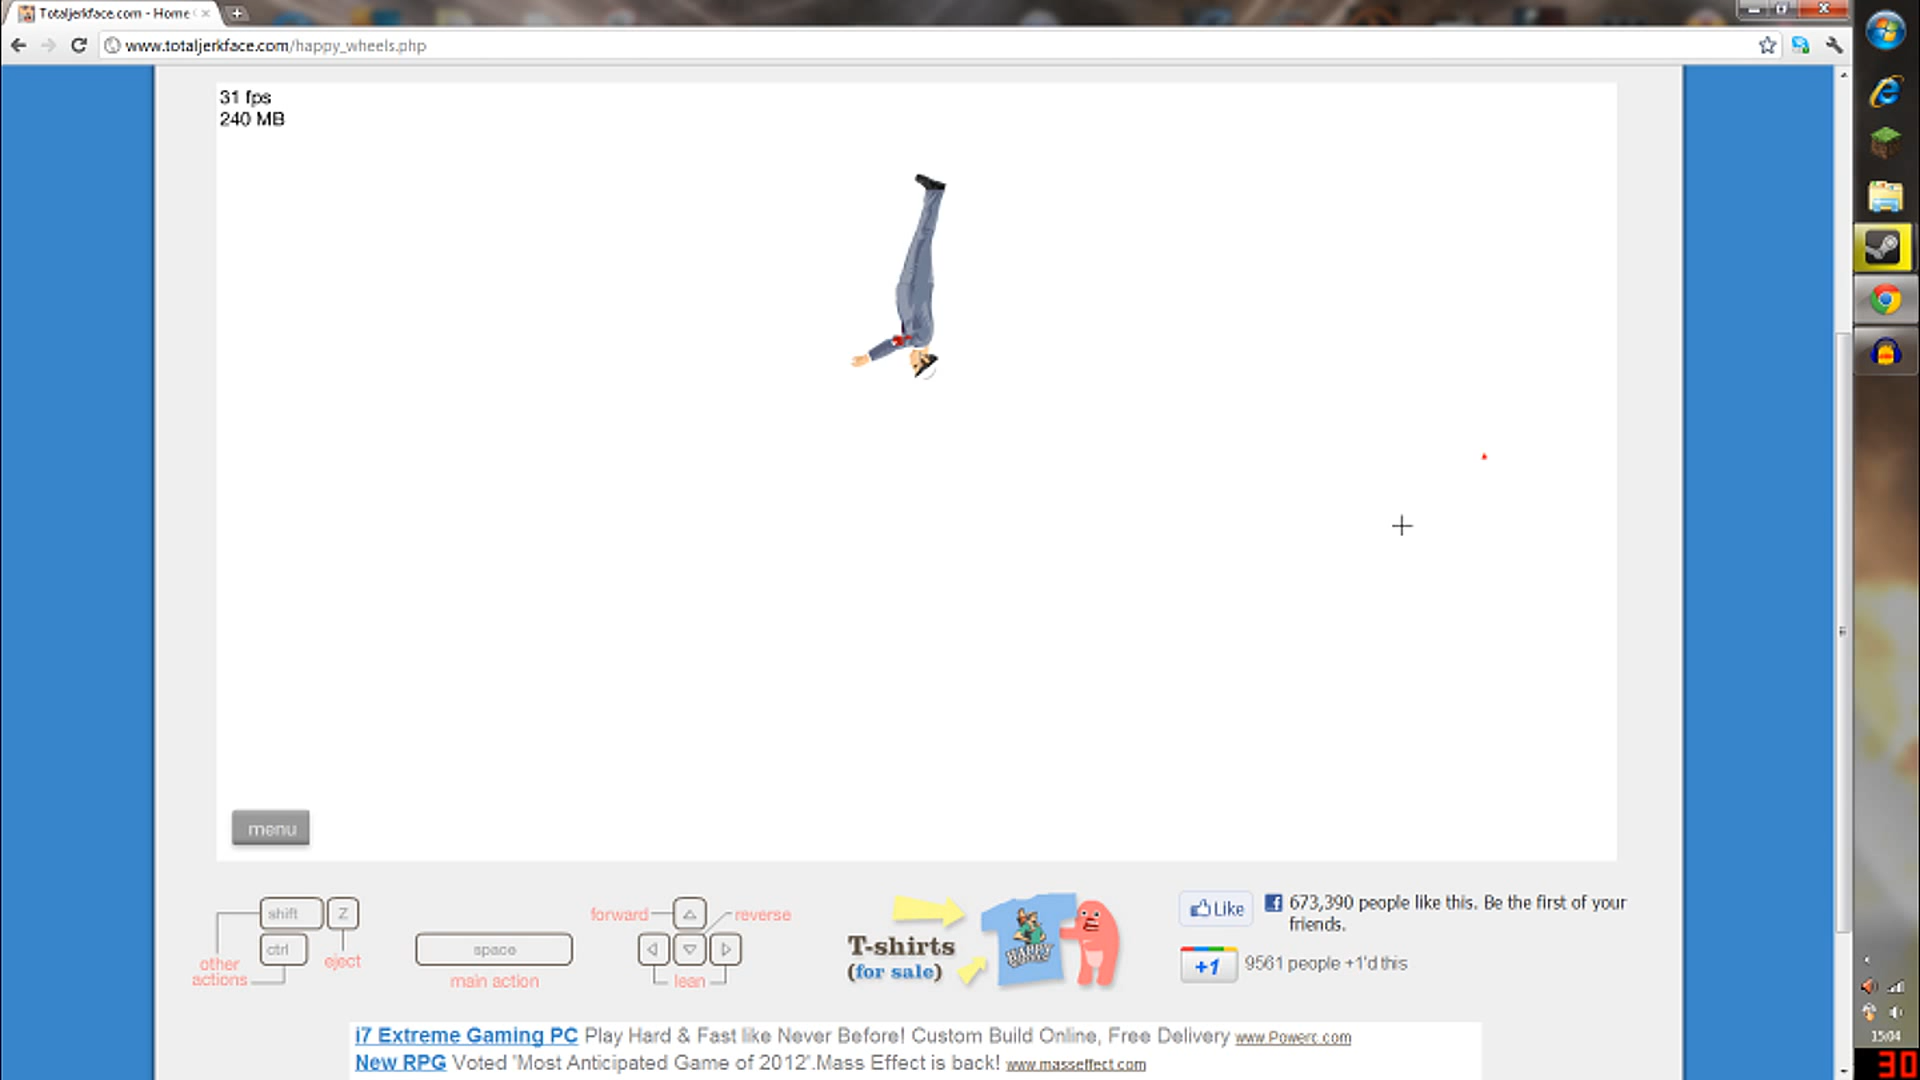 Totaljerkface.com - Home
www.totaljerkface.com/happy_wheels.php
31 fps
240 MB
menu
shift
Z
ctrl
other
actions
eject
space
main action
forward
reverse
lean
T-shirts
(for sale)
HAPPY
Like
673,390 people like this. Be the first of your
friends.
+1
9561 people +1'd this
i7 Extreme Gaming PC Play Hard & Fast like Never Before! Custom Build Online, Free Delivery www.Powerc.com
New RPG Voted 'Most Anticipated Game of 2012'.Mass Effect is back! www.masseffect.com
15:04
30